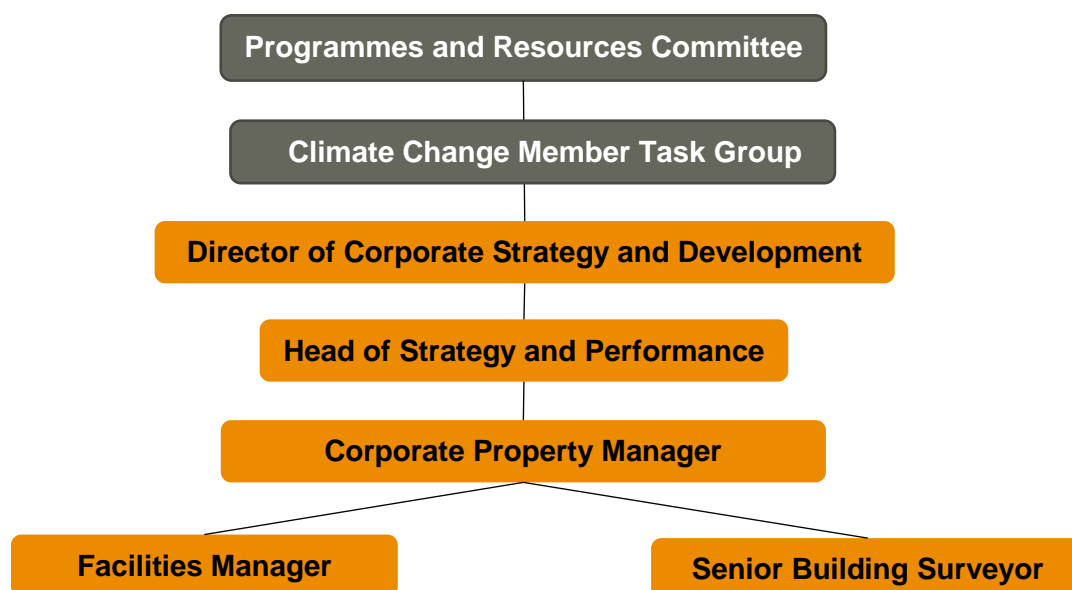 Programmes and Resources Committee
Climate Change Member Task Group
Director of Corporate Strategy and Development
Head of Strategy and Performance
Corporate Property Manager
Facilities Manager
Senior Building Surveyor